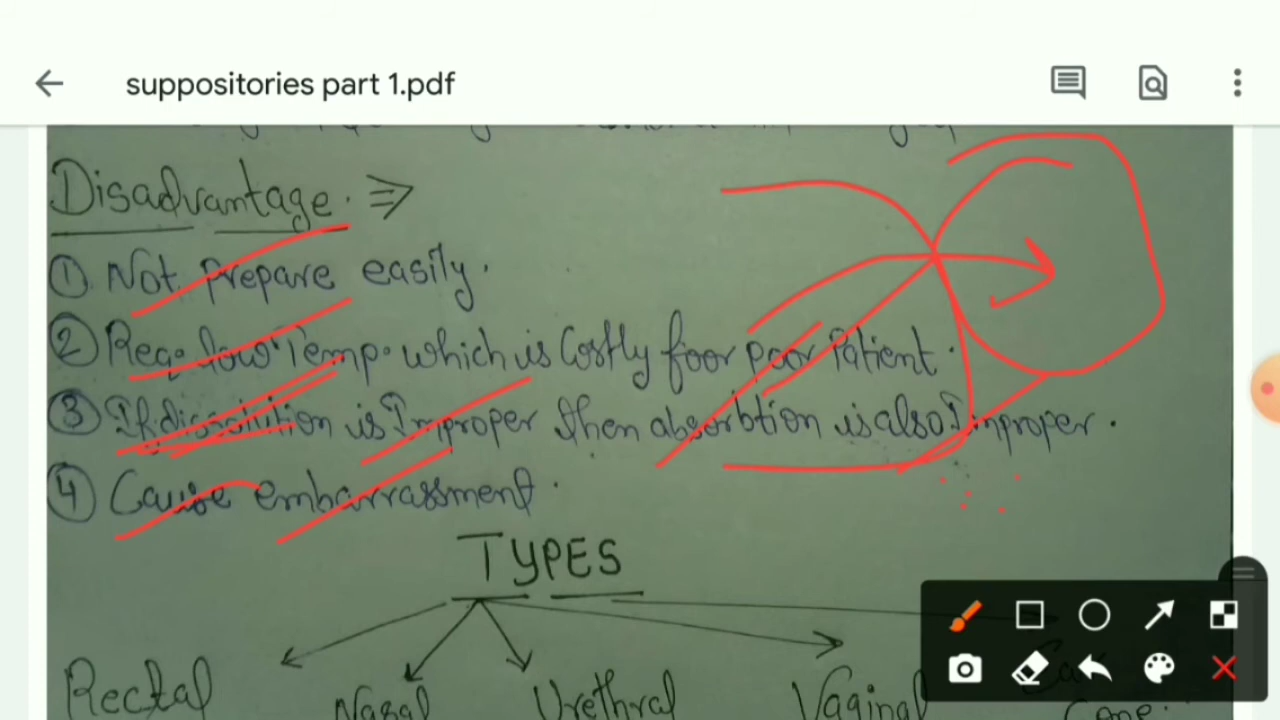 suppositories part 1.pdf
Disadvantage. ⇒
① Not prepare easily.
② Req. low Temp. which is Costly foor poor Patient.
③ If dissolution is Improper then absorbtion is also Improper.
④ Cause embarrassment.
TYPES
Rectal Nasal Urethral Vaginal
Cone.